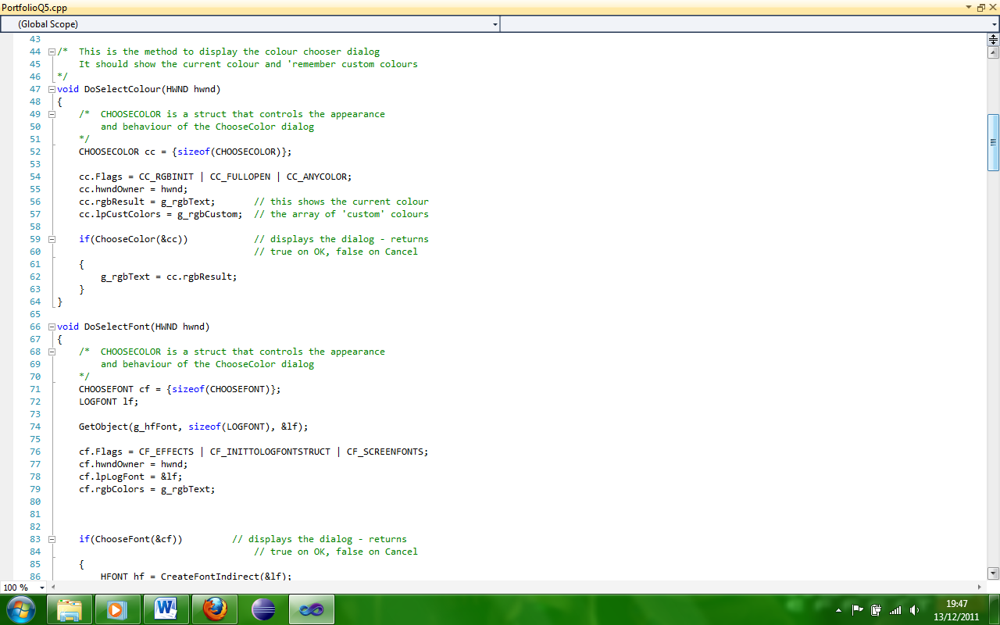 PortfolioQ5.cpp
(Global Scope)
43
44 /*  This is the method to display the colour chooser dialog
45     It should show the current colour and 'remember custom colours
46 */
47 void DoSelectColour(HWND hwnd)
48 {
49     /*  CHOOSECOLOR is a struct that controls the appearance
50         and behaviour of the ChooseColor dialog
51     */
52     CHOOSECOLOR cc = {sizeof(CHOOSECOLOR)};
53
54     cc.Flags = CC_RGBINIT | CC_FULLOPEN | CC_ANYCOLOR;
55     cc.hwndOwner = hwnd;
56     cc.rgbResult = g_rgbText;       // this shows the current colour
57     cc.lpCustColors = g_rgbCustom;  // the array of 'custom' colours
58
59     if(ChooseColor(&cc))            // displays the dialog - returns
60                                     // true on OK, false on Cancel
61     {
62         g_rgbText = cc.rgbResult;
63     }
64 }
65
66 void DoSelectFont(HWND hwnd)
67 {
68     /*  CHOOSECOLOR is a struct that controls the appearance
69         and behaviour of the ChooseColor dialog
70     */
71     CHOOSEFONT cf = {sizeof(CHOOSEFONT)};
72     LOGFONT lf;
73
74     GetObject(g_hfFont, sizeof(LOGFONT), &lf);
75
76     cf.Flags = CF_EFFECTS | CF_INITTOLOGFONTSTRUCT | CF_SCREENFONTS;
77     cf.hwndOwner = hwnd;
78     cf.lpLogFont = &lf;
79     cf.rgbColors = g_rgbText;
80
81
82
83     if(ChooseFont(&cf))         // displays the dialog - returns
84                                     // true on OK, false on Cancel
85     {
86         HFONT hf = CreateFontIndirect(&lf);
100 %
W
19:47
13/12/2011